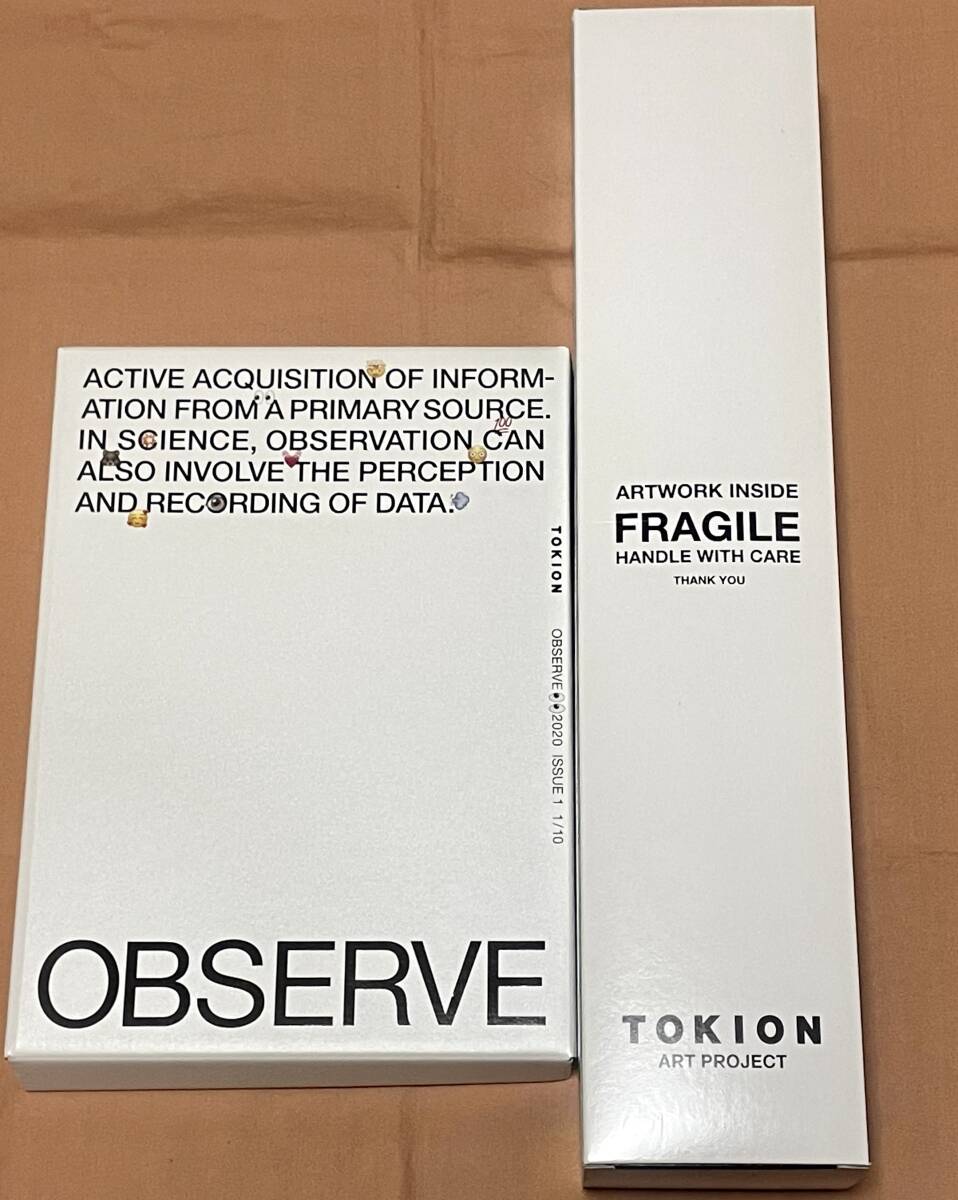 ACTIVE ACQUISITION OF INFORM-
ATION FROM A PRIMARY SOURCE.
IN SCIENCE, OBSERVATION CAN
ALSO INVOLVE THE PERCEPTION
AND RECORDING OF DATA.
OBSERVE
TOKION OBSERVE👀2020 ISSUE 1 1/10
ARTWORK INSIDE
FRAGILE
HANDLE WITH CARE
THANK YOU
TOKION
ART PROJECT